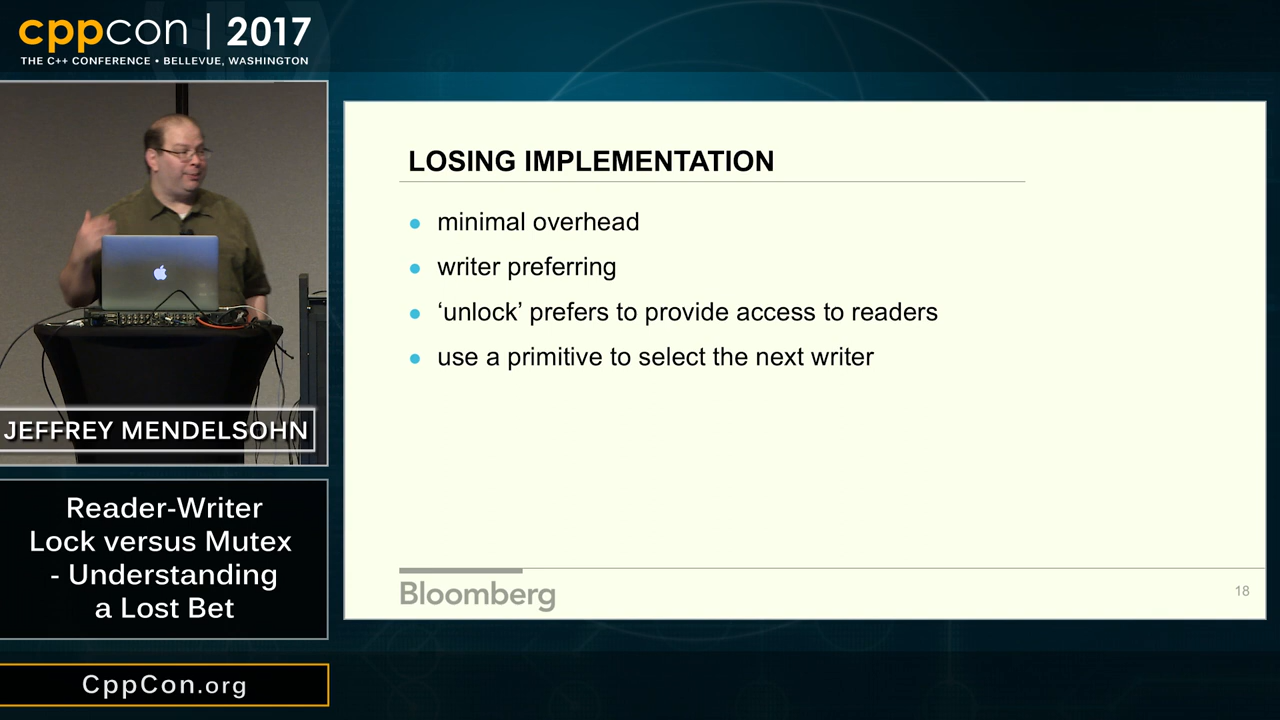 cppcon | 2017
THE C++ CONFERENCE • BELLEVUE, WASHINGTON
JEFFREY MENDELSOHN
Reader-Writer
Lock versus Mutex
- Understanding
a Lost Bet
CppCon.org
LOSING IMPLEMENTATION
• minimal overhead
• writer preferring
• ‘unlock’ prefers to provide access to readers
• use a primitive to select the next writer
Bloomberg
18